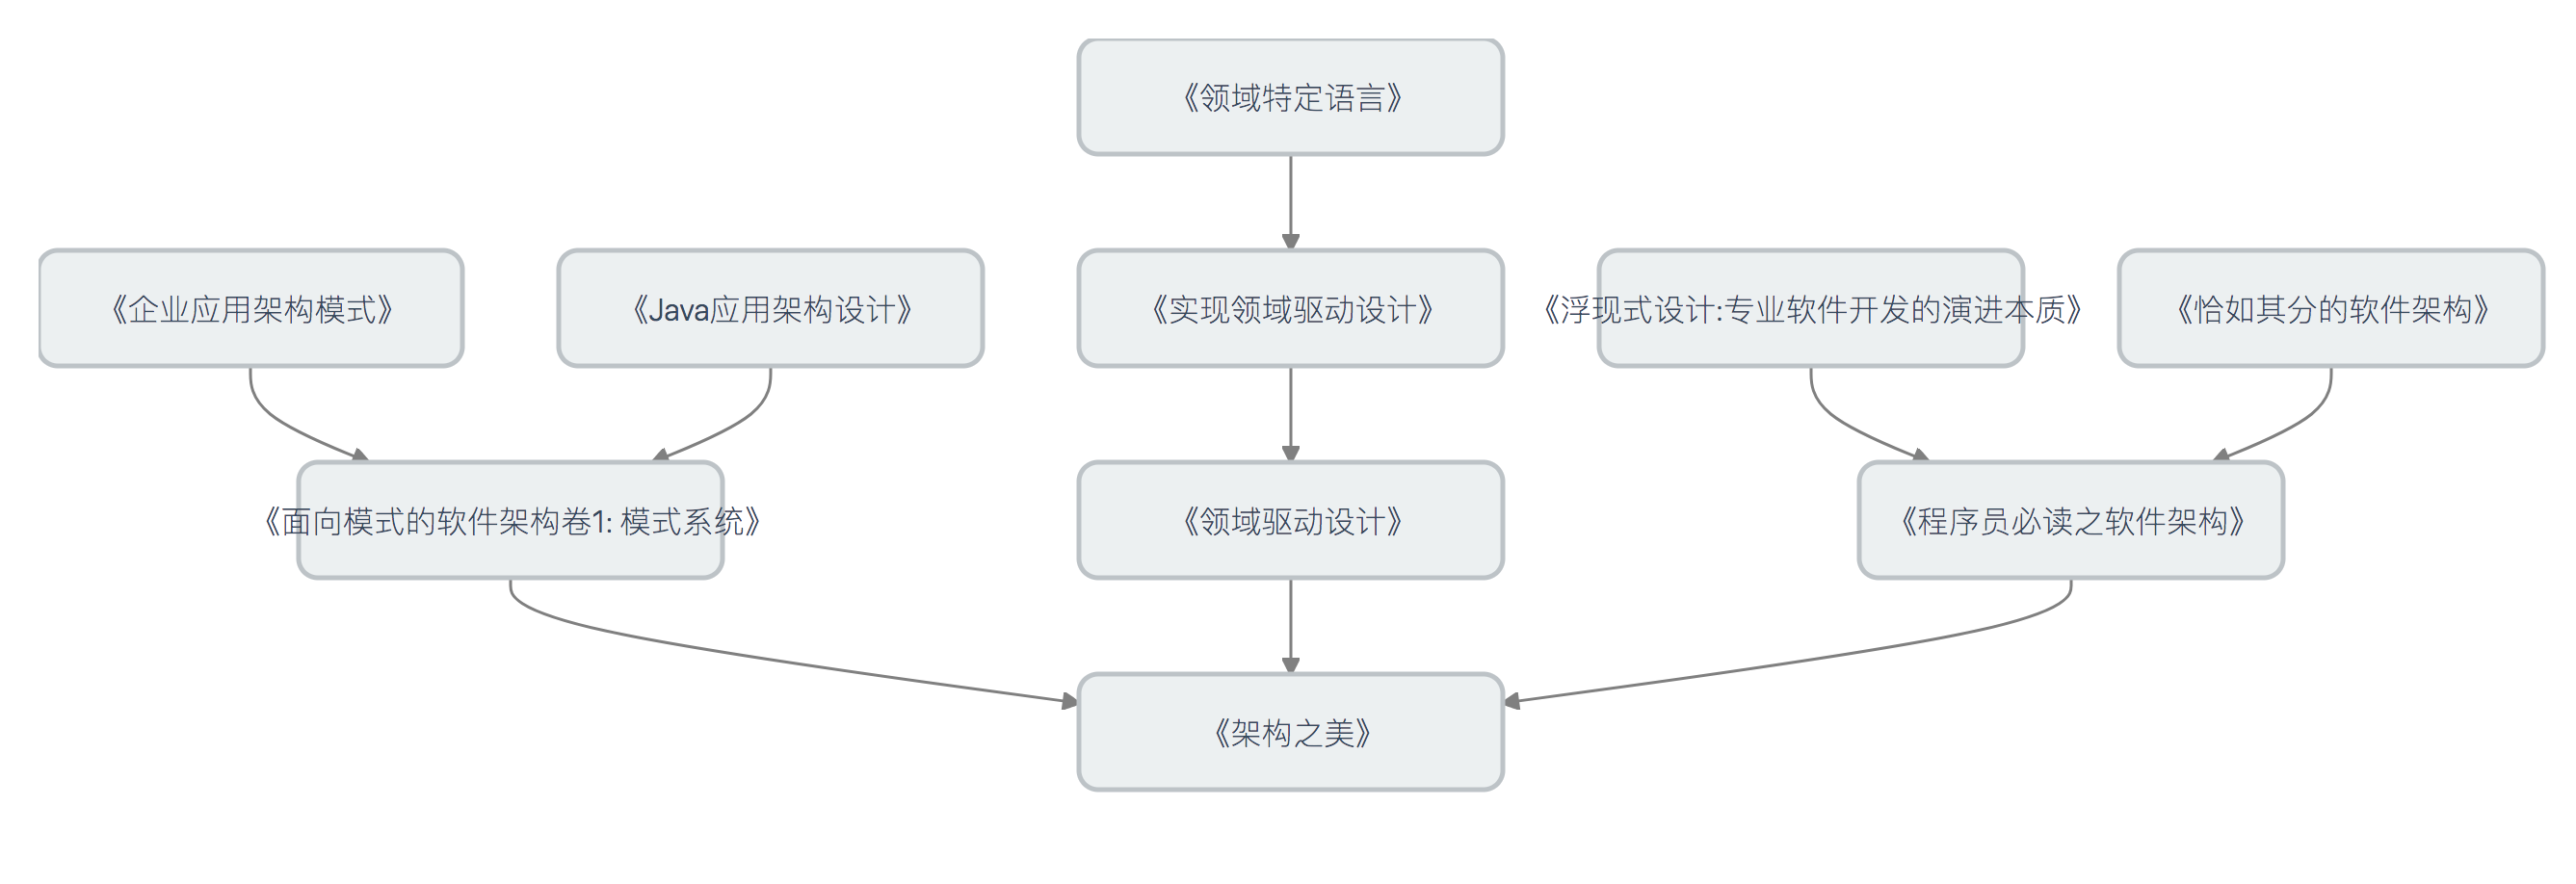 《领域特定语言》
《企业应用架构模式》
《Java应用架构设计》
《实现领域驱动设计》
《浮现式设计:专业软件开发的演进本质》
《恰如其分的软件架构》
《面向模式的软件架构卷1: 模式系统》
《领域驱动设计》
《程序员必读之软件架构》
《架构之美》